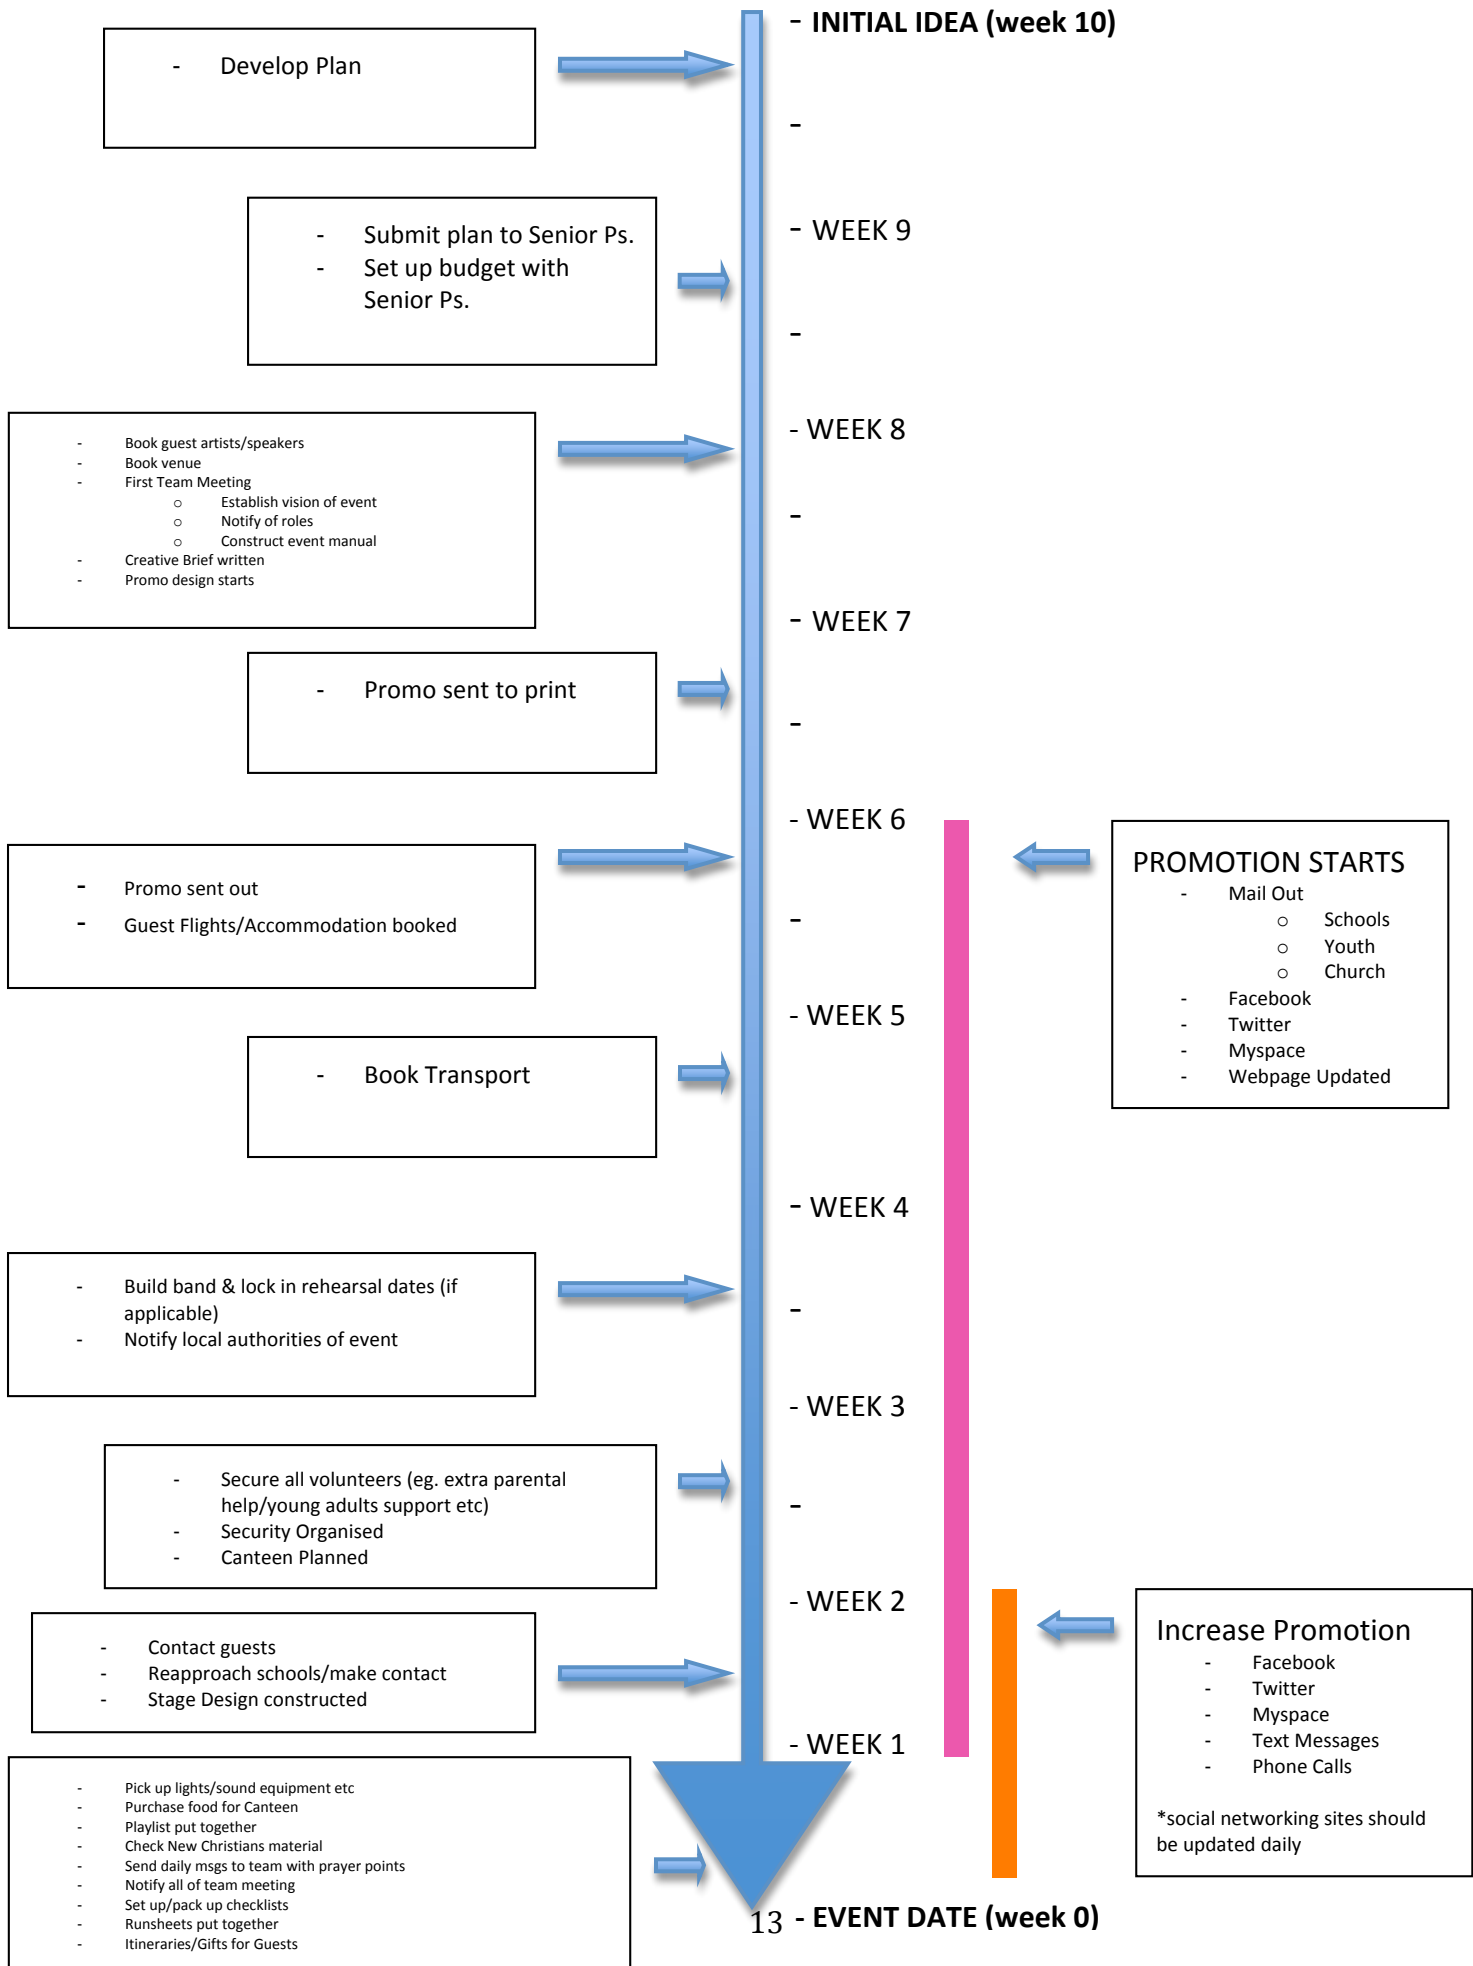 - INITIAL IDEA (week 10)
- Develop Plan
-
- WEEK 9
- Submit plan to Senior Ps.
- Set up budget with
Senior Ps.
-
- WEEK 8
- Book guest artists/speakers
- Book venue
- First Team Meeting
o Establish vision of event
o Notify of roles
o Construct event manual
- Creative Brief written
- Promo design starts
-
- WEEK 7
- Promo sent to print
-
- WEEK 6
- Promo sent out
- Guest Flights/Accommodation booked
PROMOTION STARTS
- Mail Out
o Schools
o Youth
o Church
- Facebook
- Twitter
- Myspace
- Webpage Updated
-
- WEEK 5
- Book Transport
- WEEK 4
- Build band & lock in rehearsal dates (if
applicable)
- Notify local authorities of event
-
- WEEK 3
- Secure all volunteers (eg. extra parental
help/young adults support etc)
- Security Organised
- Canteen Planned
-
- WEEK 2
- Contact guests
- Reapproach schools/make contact
- Stage Design constructed
Increase Promotion
- Facebook
- Twitter
- Myspace
- Text Messages
- Phone Calls
*social networking sites should
be updated daily
- WEEK 1
- Pick up lights/sound equipment etc
- Purchase food for Canteen
- Playlist put together
- Check New Christians material
- Send daily msgs to team with prayer points
- Notify all of team meeting
- Set up/pack up checklists
- Runsheets put together
- Itineraries/Gifts for Guests
13 - EVENT DATE (week 0)